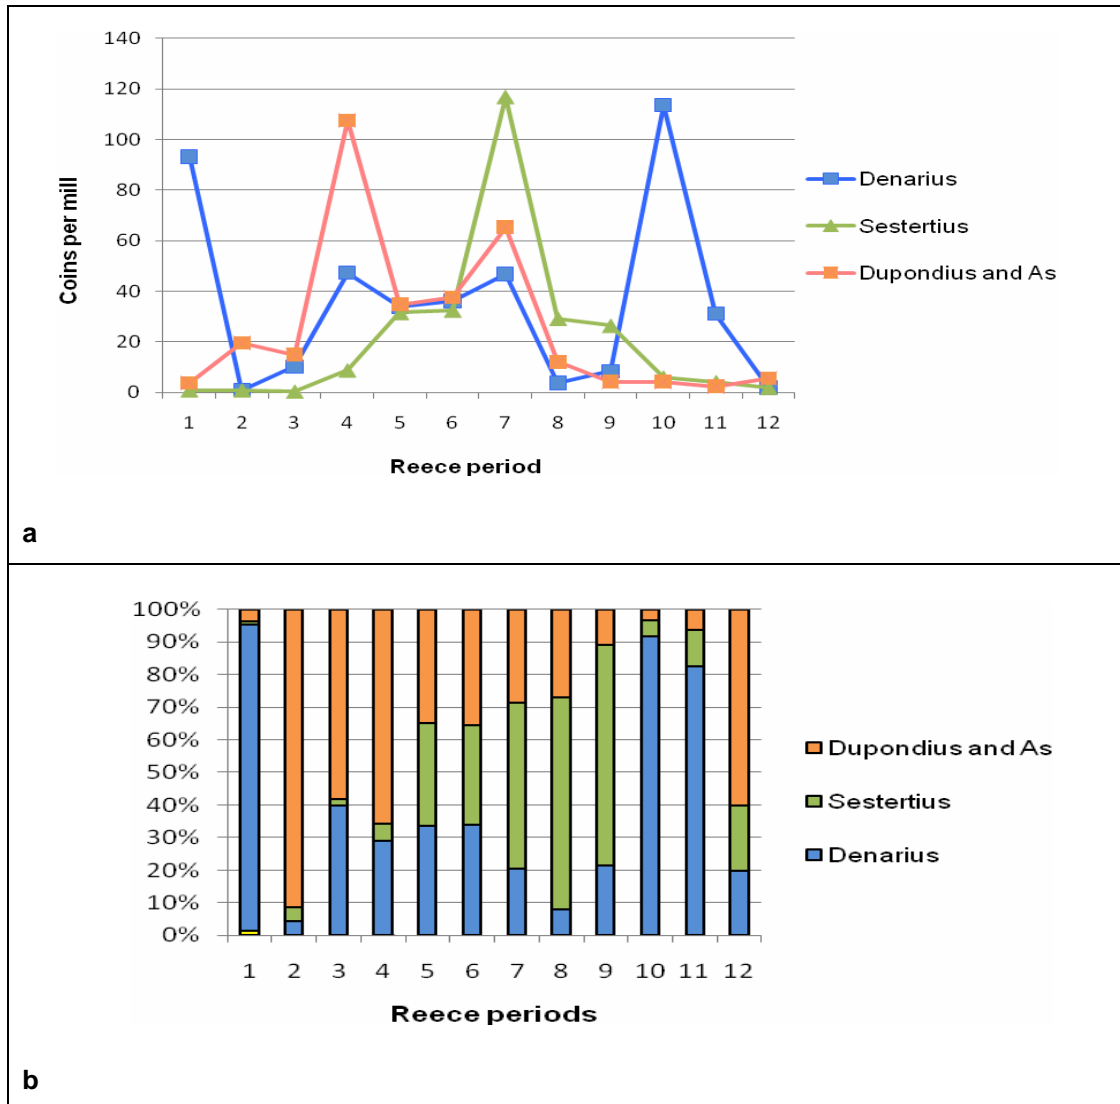 140
120
100
80
60
40
20
0
Coins per mill
1 2 3 4 5 6 7 8 9 10 11 12
Reece period
Denarius
Sestertius
Dupondius and As
a
100%
90%
80%
70%
60%
50%
40%
30%
20%
10%
0%
1 2 3 4 5 6 7 8 9 10 11 12
Reece periods
Dupondius and As
Sestertius
Denarius
b